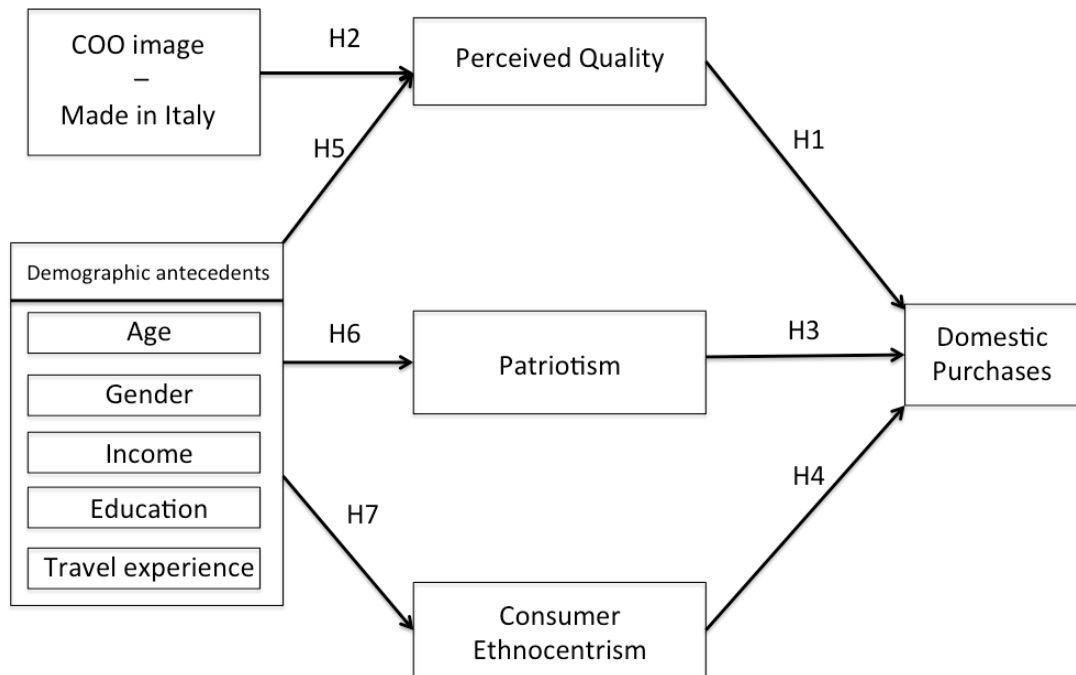 COO image
–
Made in Italy
H2
Perceived Quality
H5
H1
Demographic antecedents
Age
Gender
Income
Education
Travel experience
H6
Patriotism
H3
Domestic
Purchases
H7
H4
Consumer
Ethnocentrism